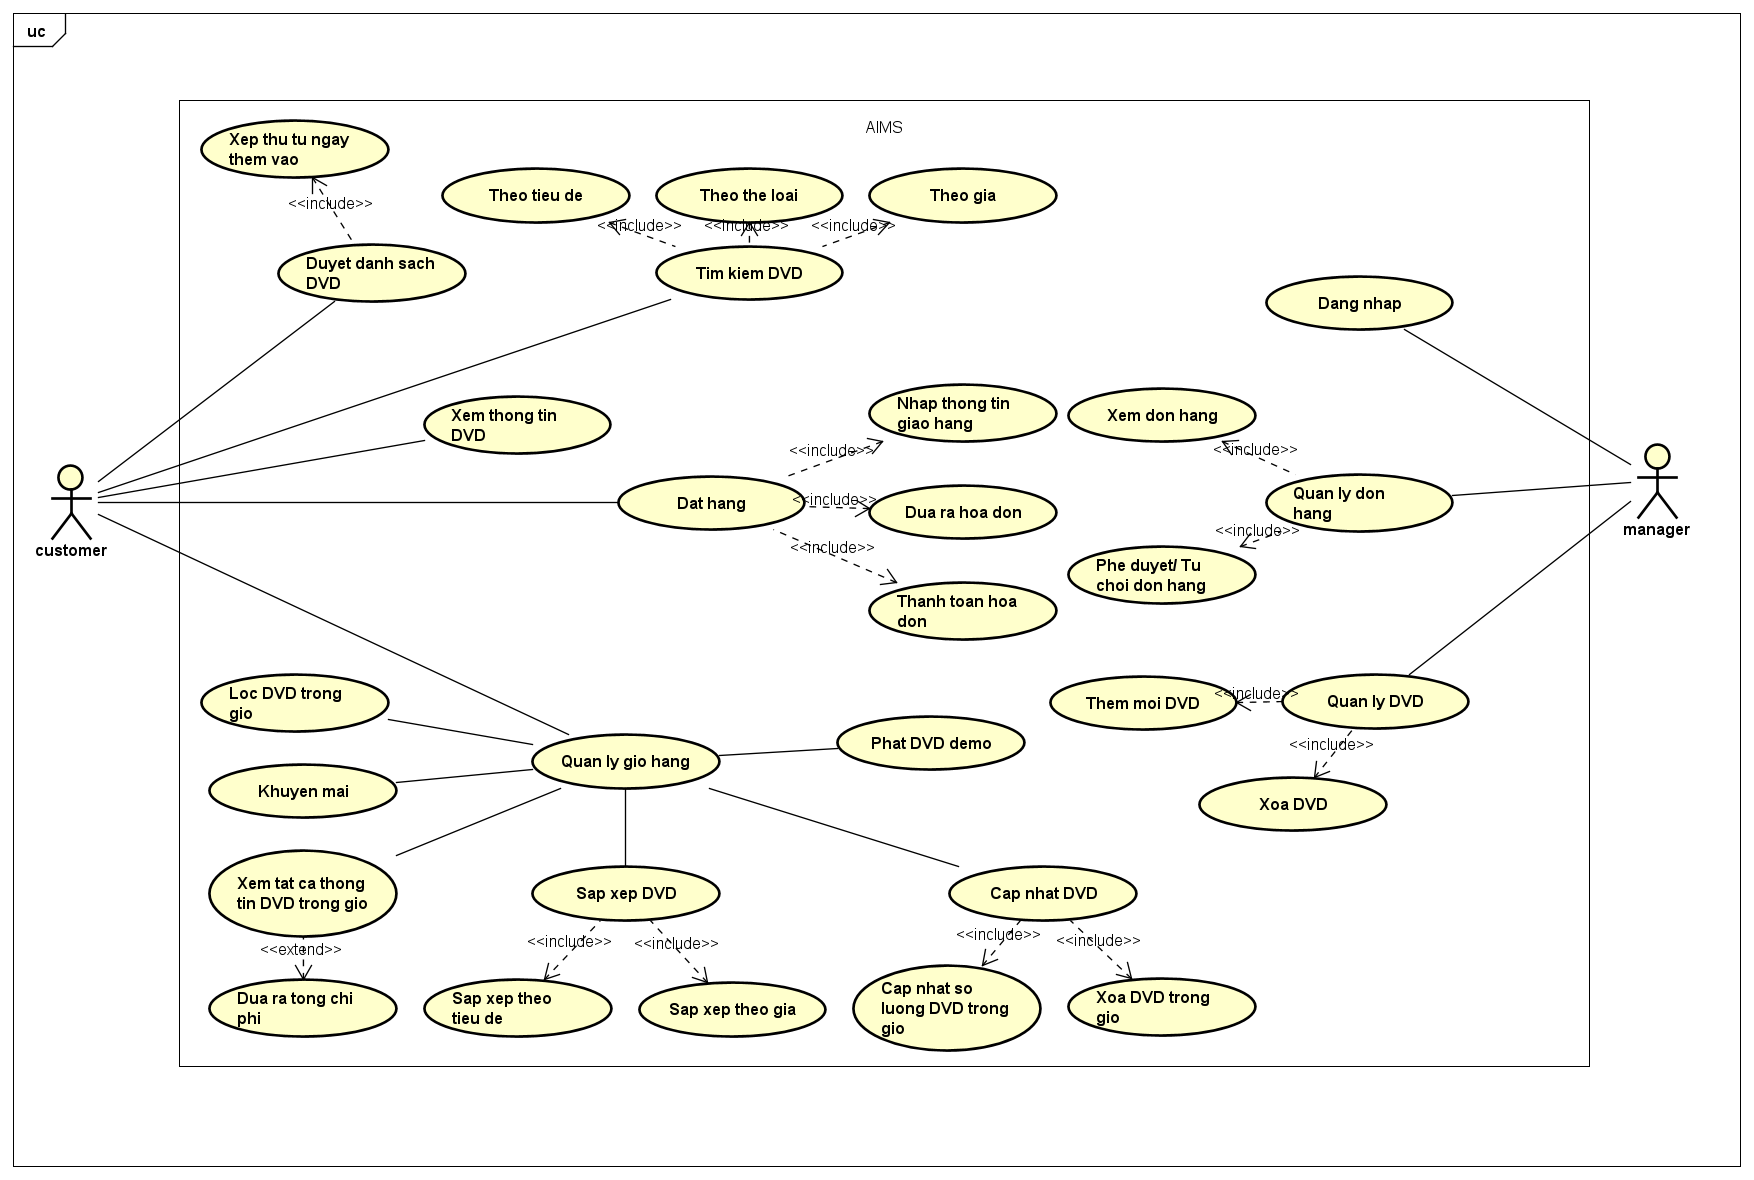 uc
AIMS
Xep thu tu ngay
them vao
<<include>>
Duyet danh sach
DVD
Theo tieu de
Theo the loai
Theo gia
<<include>>
<<include>>
<<include>>
Tim kiem DVD
Dang nhap
Xem thong tin
DVD
Nhap thong tin
giao hang
Xem don hang
<<include>>
<<include>>
customer
Dat hang
<<include>>
Dua ra hoa don
Quan ly don
hang
manager
<<include>>
<<include>>
Phe duyet/ Tu
choi don hang
Thanh toan hoa
don
Loc DVD trong
gio
Them moi DVD
<<include>>
Quan ly DVD
Phat DVD demo
<<include>>
Quan ly gio hang
Khuyen mai
Xoa DVD
Xem tat ca thong
tin DVD trong gio
Sap xep DVD
Cap nhat DVD
<<extend>>
<<include>>
<<include>>
<<include>>
<<include>>
Dua ra tong chi
phi
Sap xep theo
tieu de
Sap xep theo gia
Cap nhat so
luong DVD trong
gio
Xoa DVD trong
gio